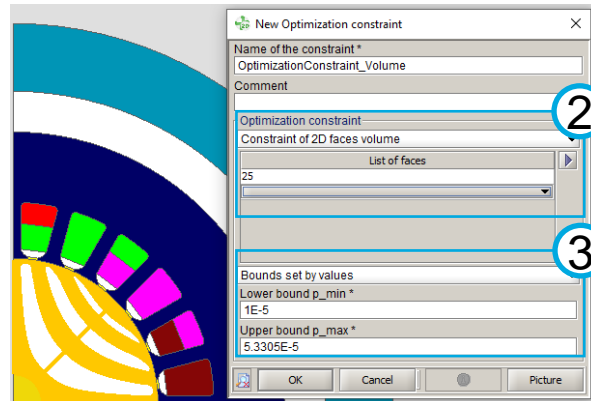 New Optimization constraint
Name of the constraint *
OptimizationConstraint_Volume
Comment
2
Optimization constraint
Constraint of 2D faces volume
List of faces
25
3
Bounds set by values
Lower bound p_min *
1E-5
Upper bound p_max *
5.3305E-5
OK Cancel Picture